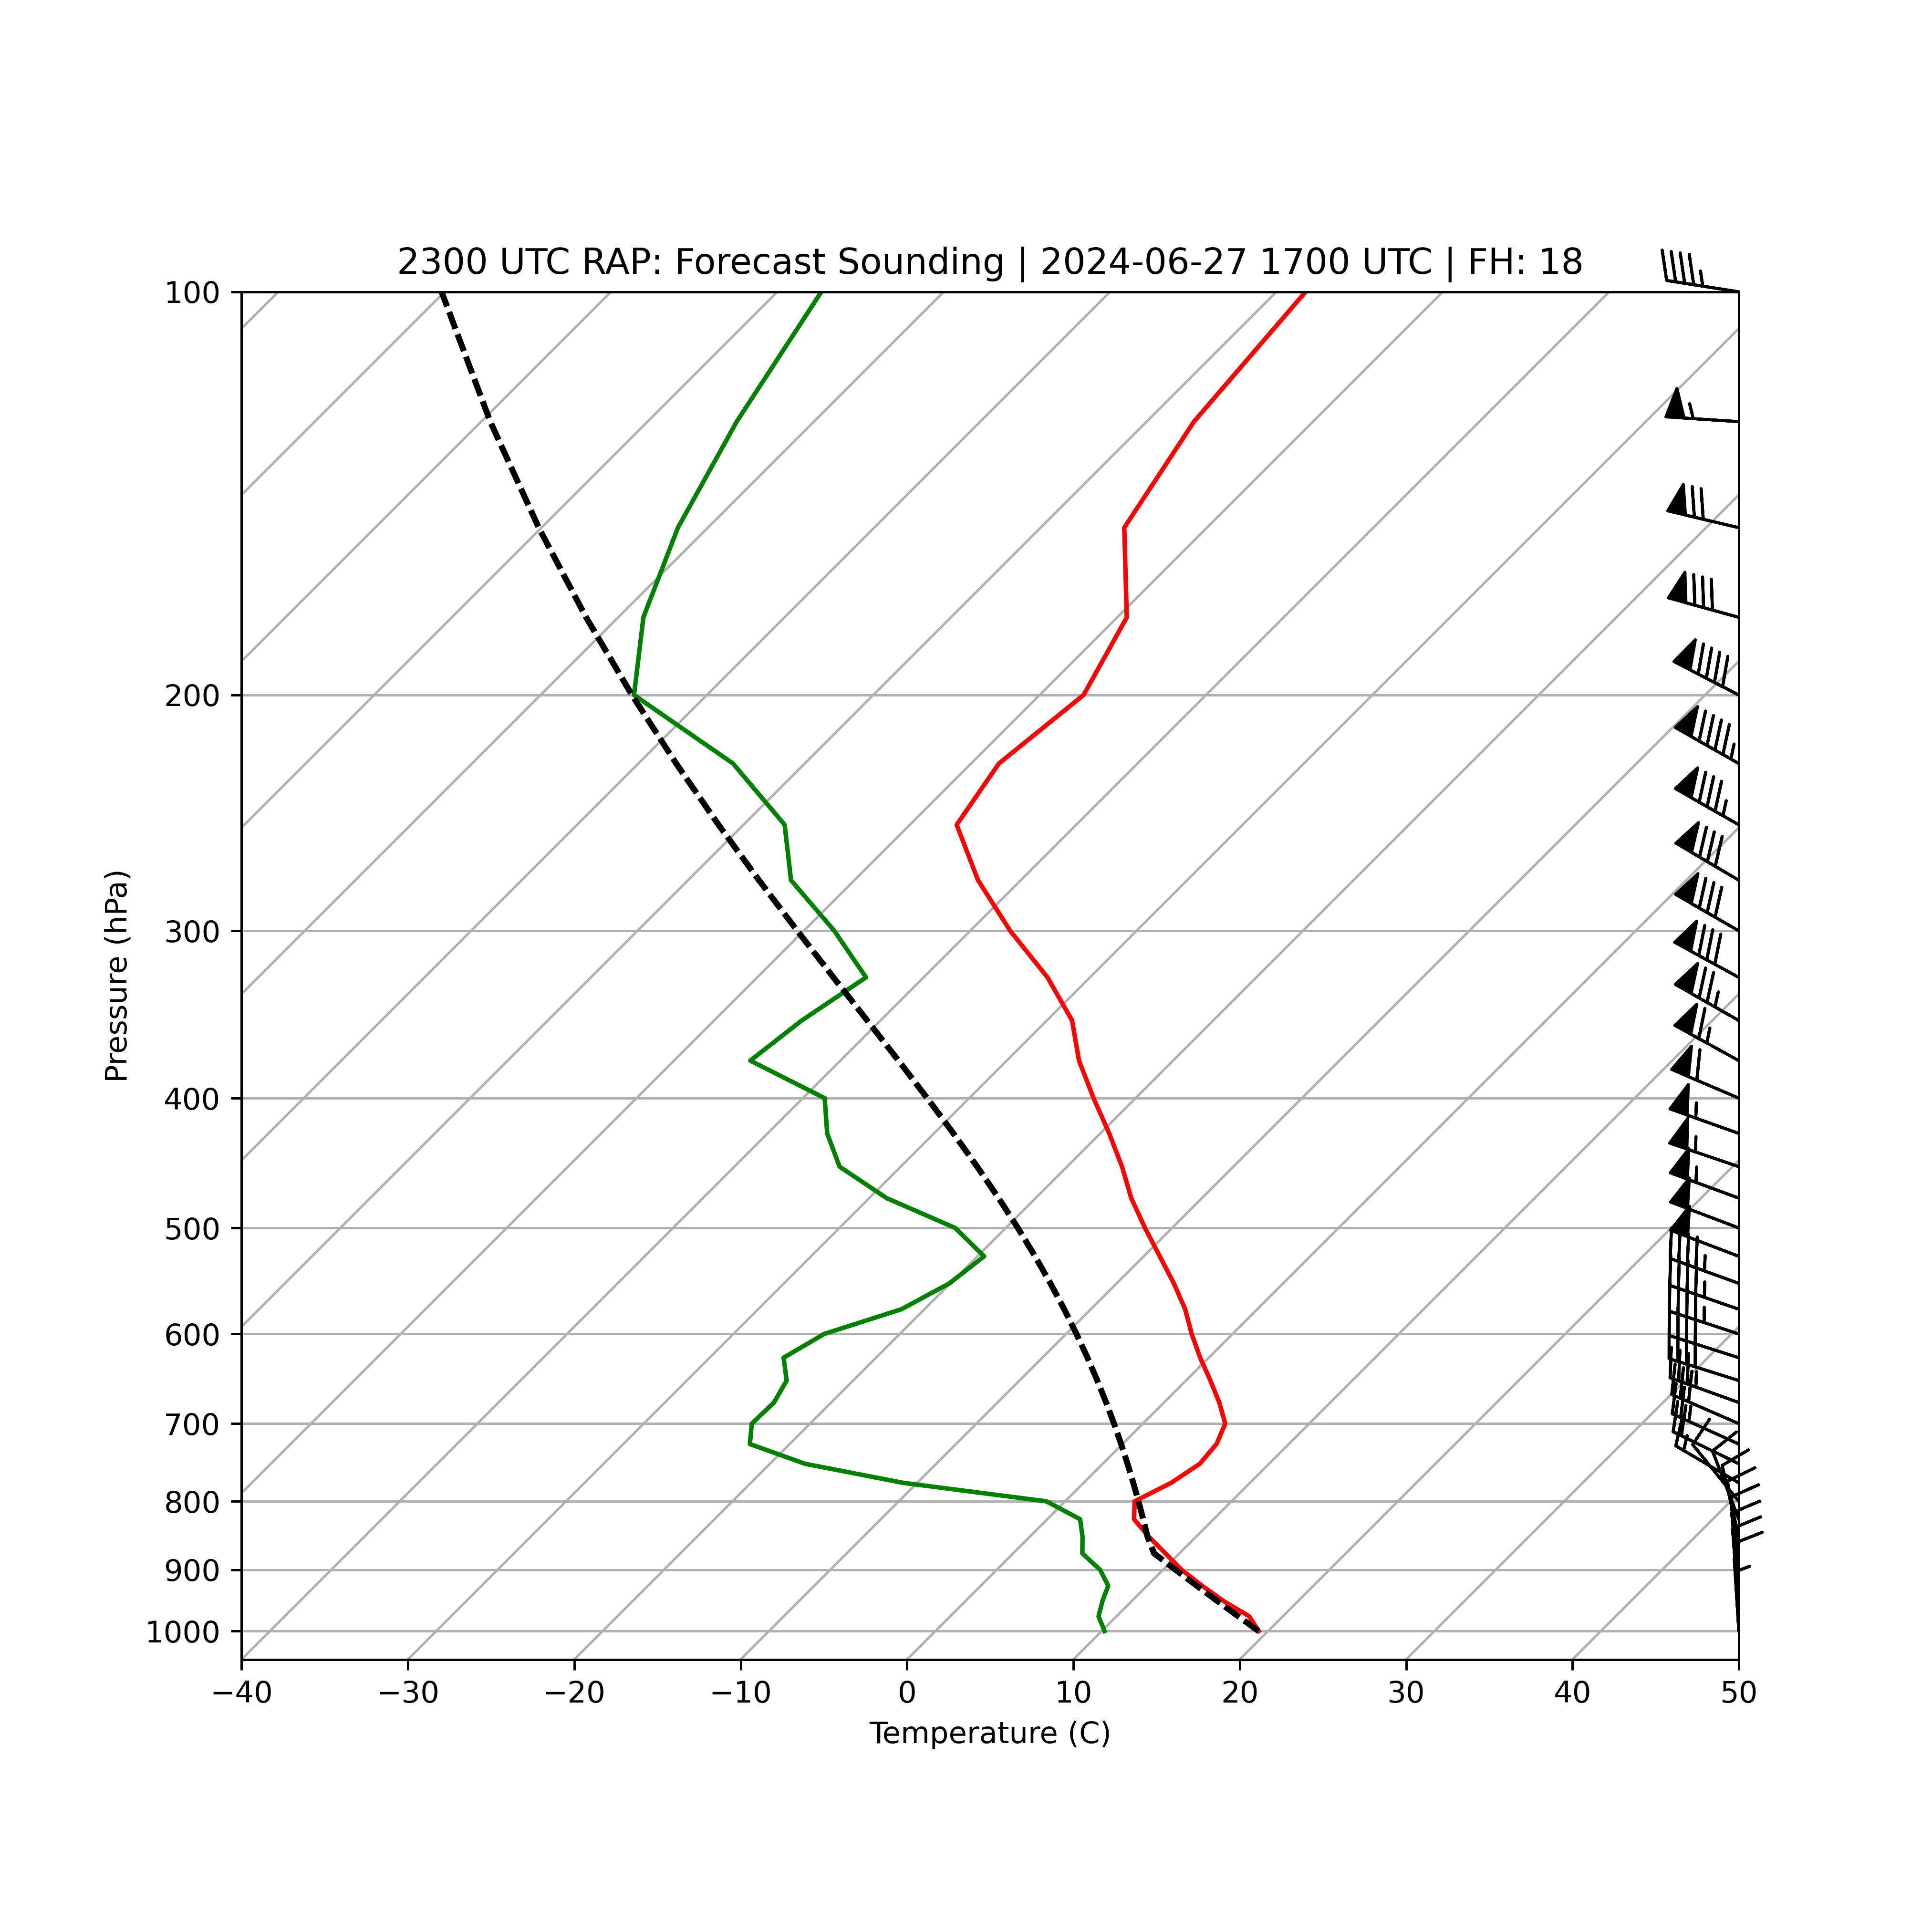 2300 UTC RAP: Forecast Sounding | 2024-06-27 1700 UTC | FH: 18
100
200
300
400
500
600
700
800
900
1000
Pressure (hPa)
−40 −30 −20 −10 0 10 20 30 40 50
Temperature (C)